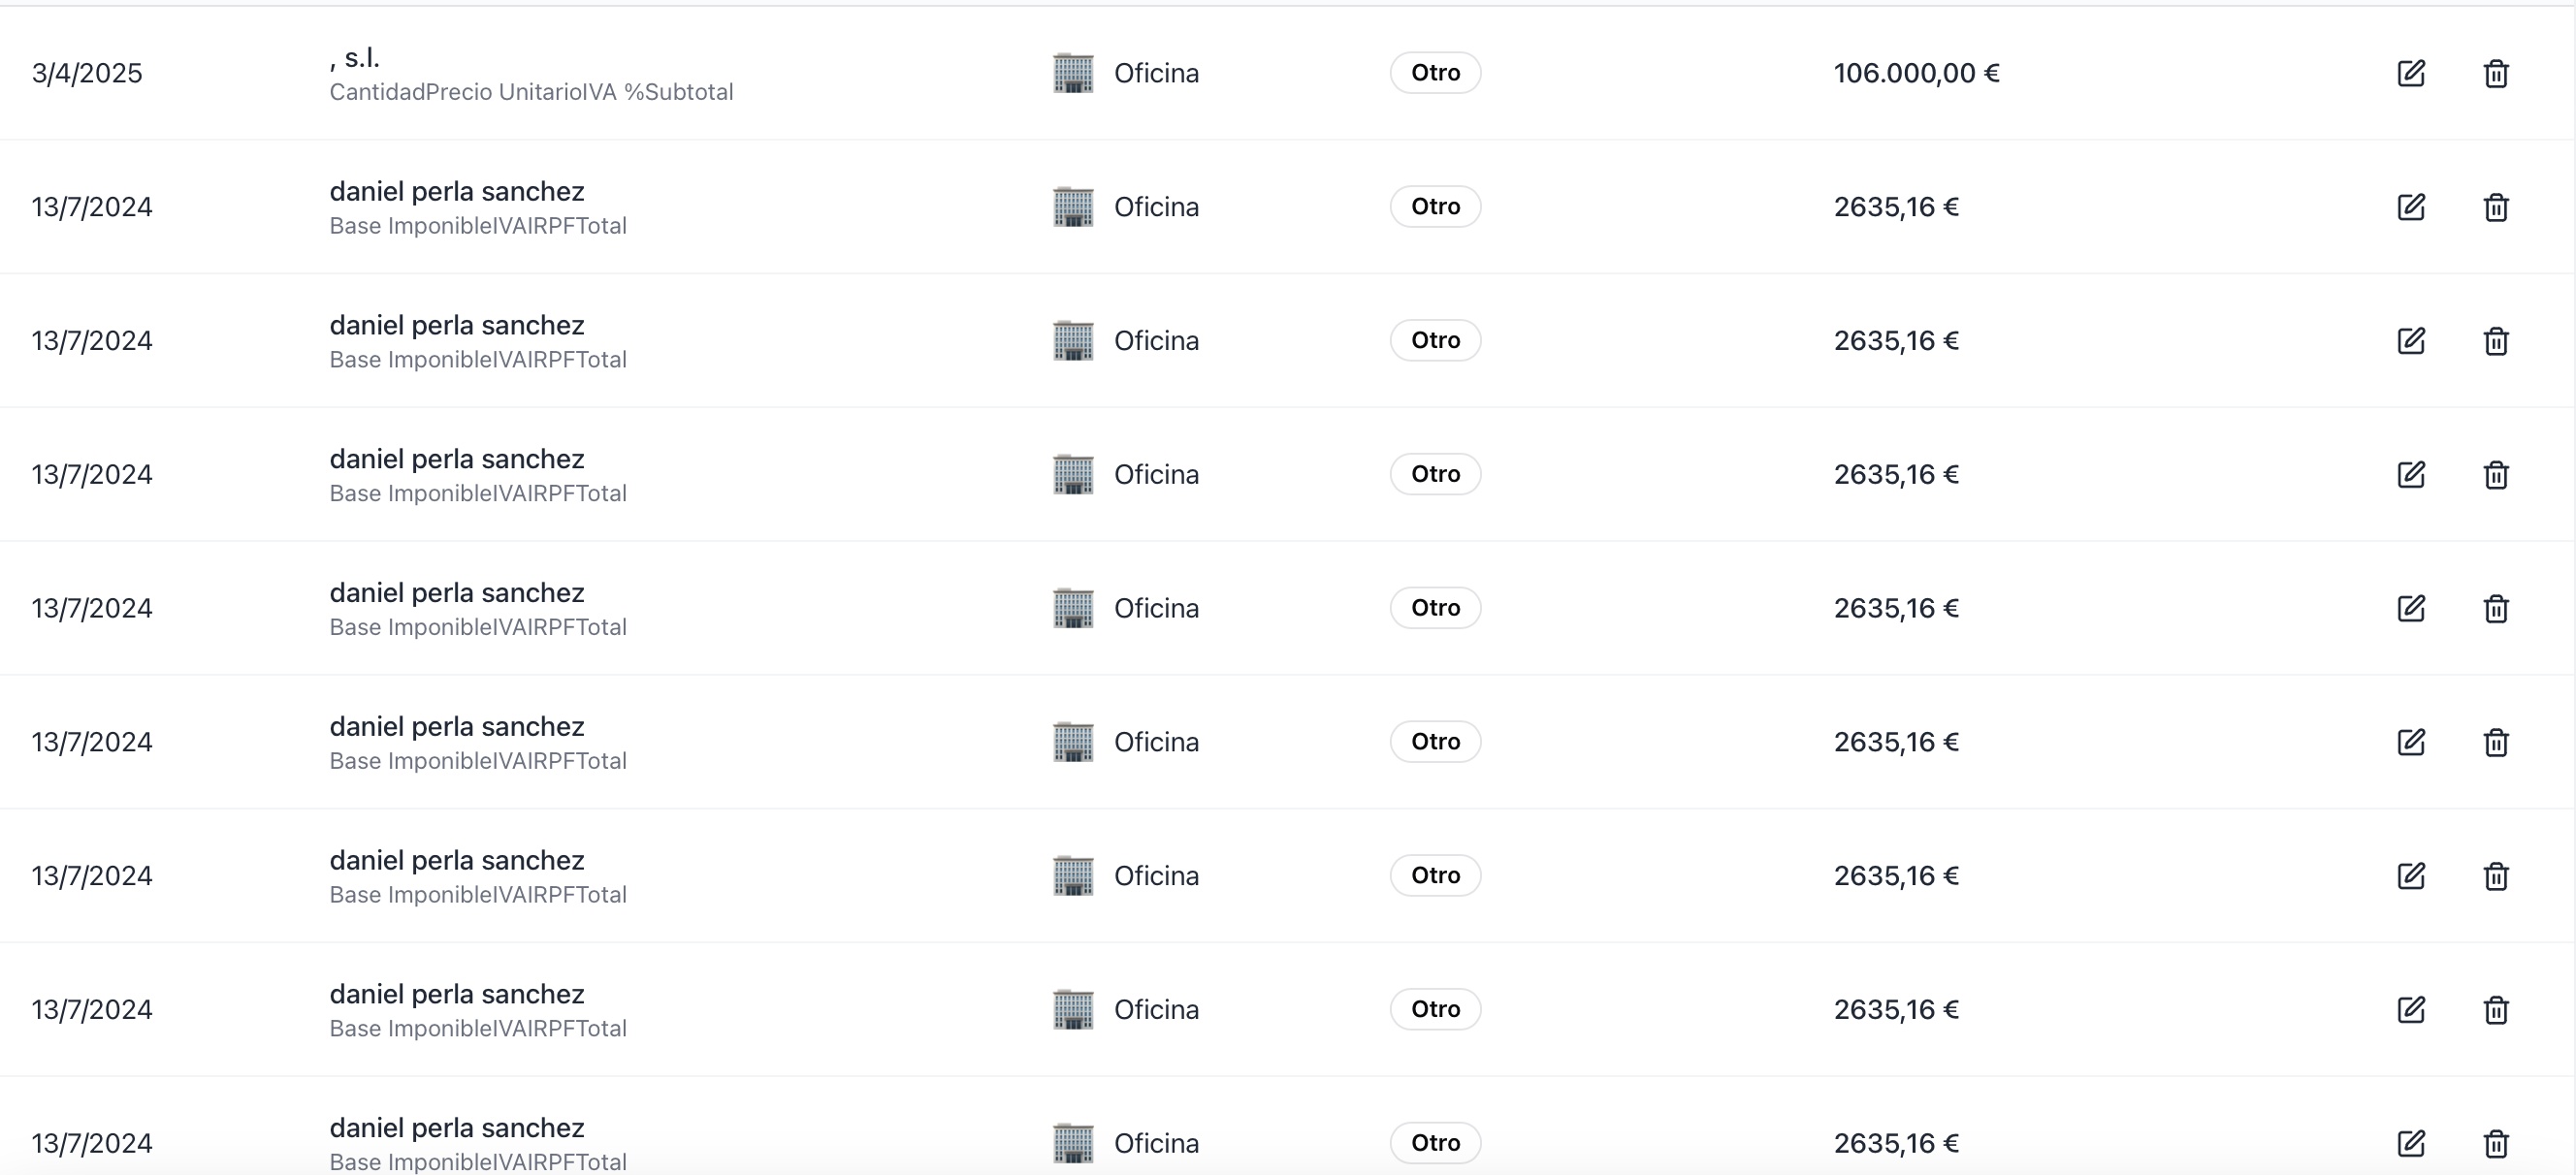 3/4/2025 , s.l. Oficina Otro 106.000,00 €
CantidadPrecio UnitarioIVA %Subtotal
13/7/2024 daniel perla sanchez Oficina Otro 2635,16 €
Base ImponibleIVAIRPFTotal
13/7/2024 daniel perla sanchez Oficina Otro 2635,16 €
Base ImponibleIVAIRPFTotal
13/7/2024 daniel perla sanchez Oficina Otro 2635,16 €
Base ImponibleIVAIRPFTotal
13/7/2024 daniel perla sanchez Oficina Otro 2635,16 €
Base ImponibleIVAIRPFTotal
13/7/2024 daniel perla sanchez Oficina Otro 2635,16 €
Base ImponibleIVAIRPFTotal
13/7/2024 daniel perla sanchez Oficina Otro 2635,16 €
Base ImponibleIVAIRPFTotal
13/7/2024 daniel perla sanchez Oficina Otro 2635,16 €
Base ImponibleIVAIRPFTotal
13/7/2024 daniel perla sanchez Oficina Otro 2635,16 €
Base ImponibleIVAIRPFTotal